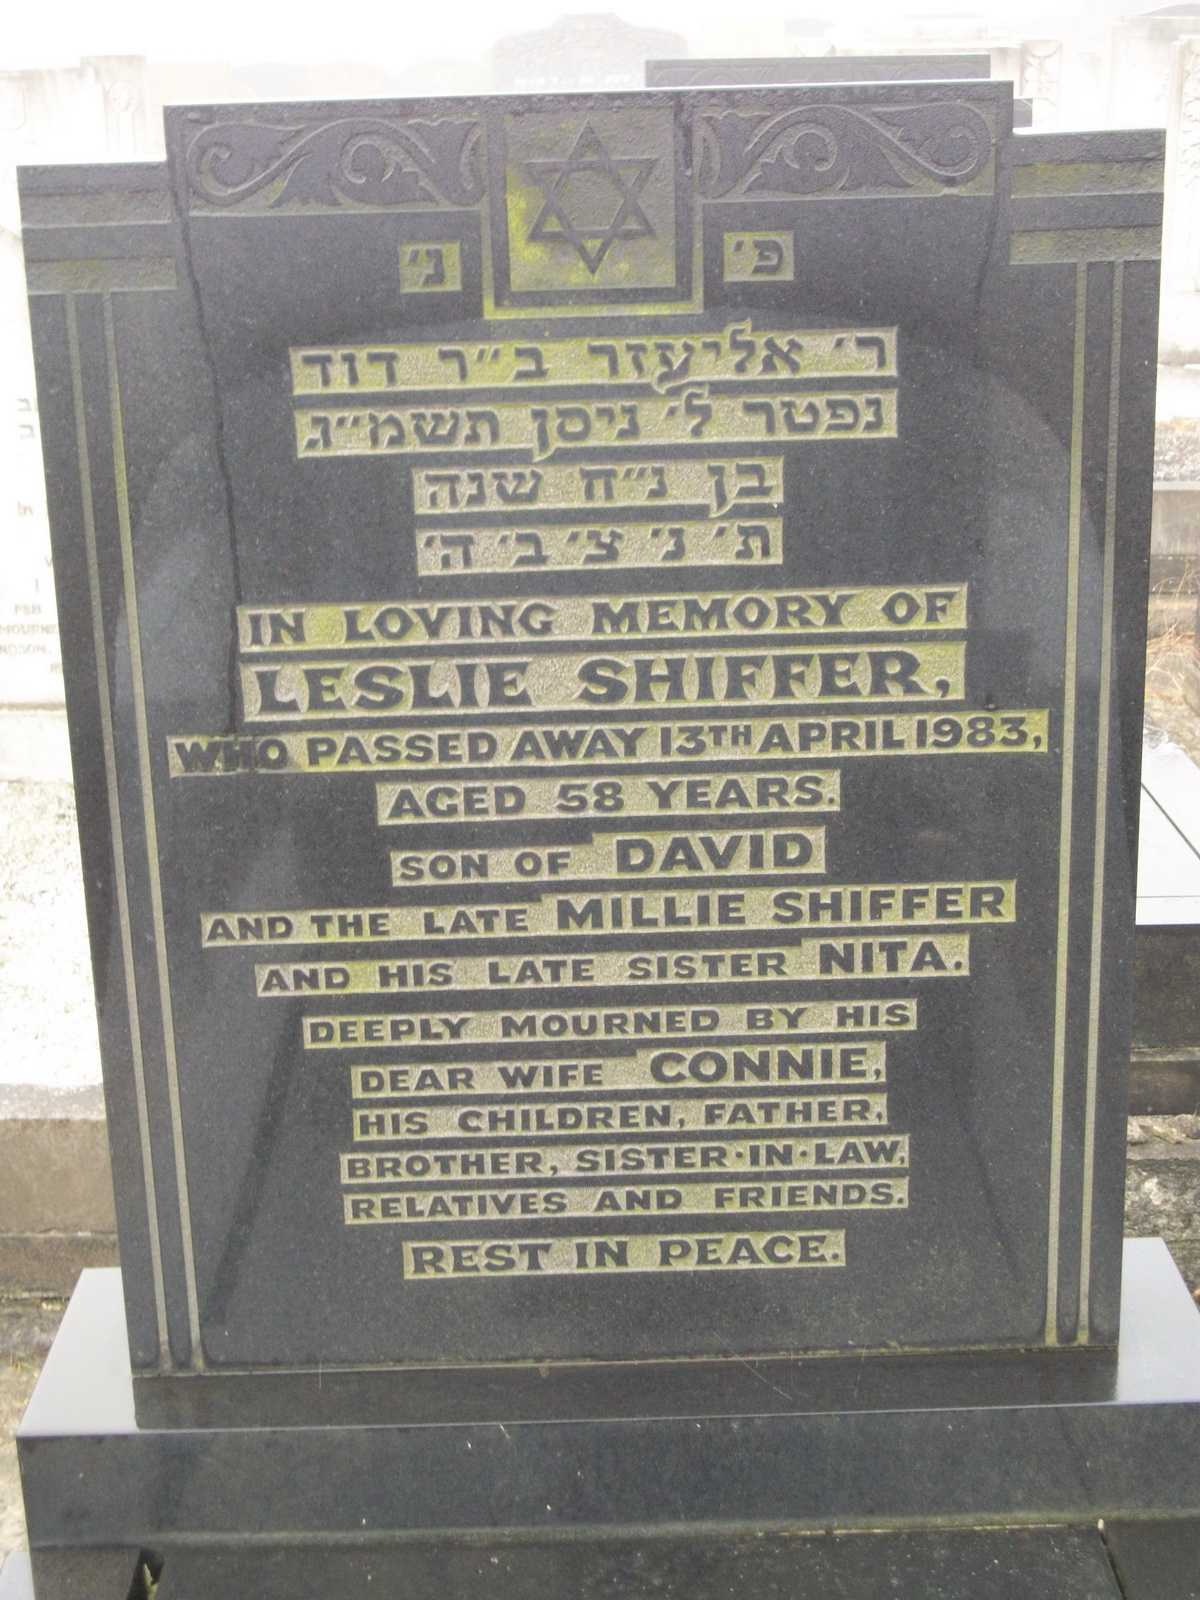 פ׳ נ׳
ר׳ אליעזר ב״ר דוד
נפטר ל׳ ניסן תשמ״ג
בן נ״ח שנה
ת׳ נ׳ צ׳ ב׳ ה׳
IN LOVING MEMORY OF
LESLIE SHIFFER,
WHO PASSED AWAY 13TH APRIL 1983,
AGED 58 YEARS.
SON OF DAVID
AND THE LATE MILLIE SHIFFER
AND HIS LATE SISTER NITA.
DEEPLY MOURNED BY HIS
DEAR WIFE CONNIE,
HIS CHILDREN, FATHER,
BROTHER, SISTER·IN·LAW,
RELATIVES AND FRIENDS.
REST IN PEACE.